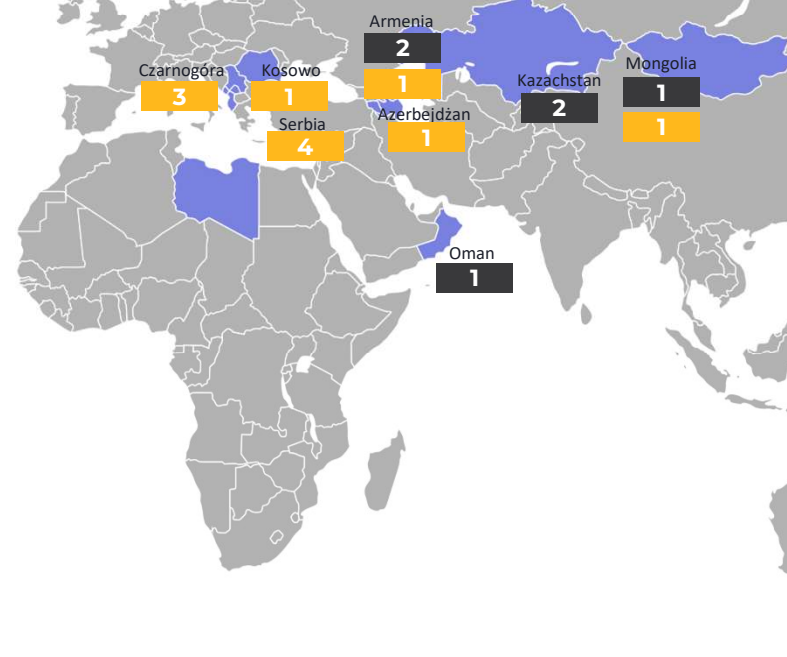 Armenia
2
1
Czarnogóra
3
Kosowo
1
Serbia
4
Azerbejdżan
1
Kazachstan
2
Mongolia
1
1
Oman
1